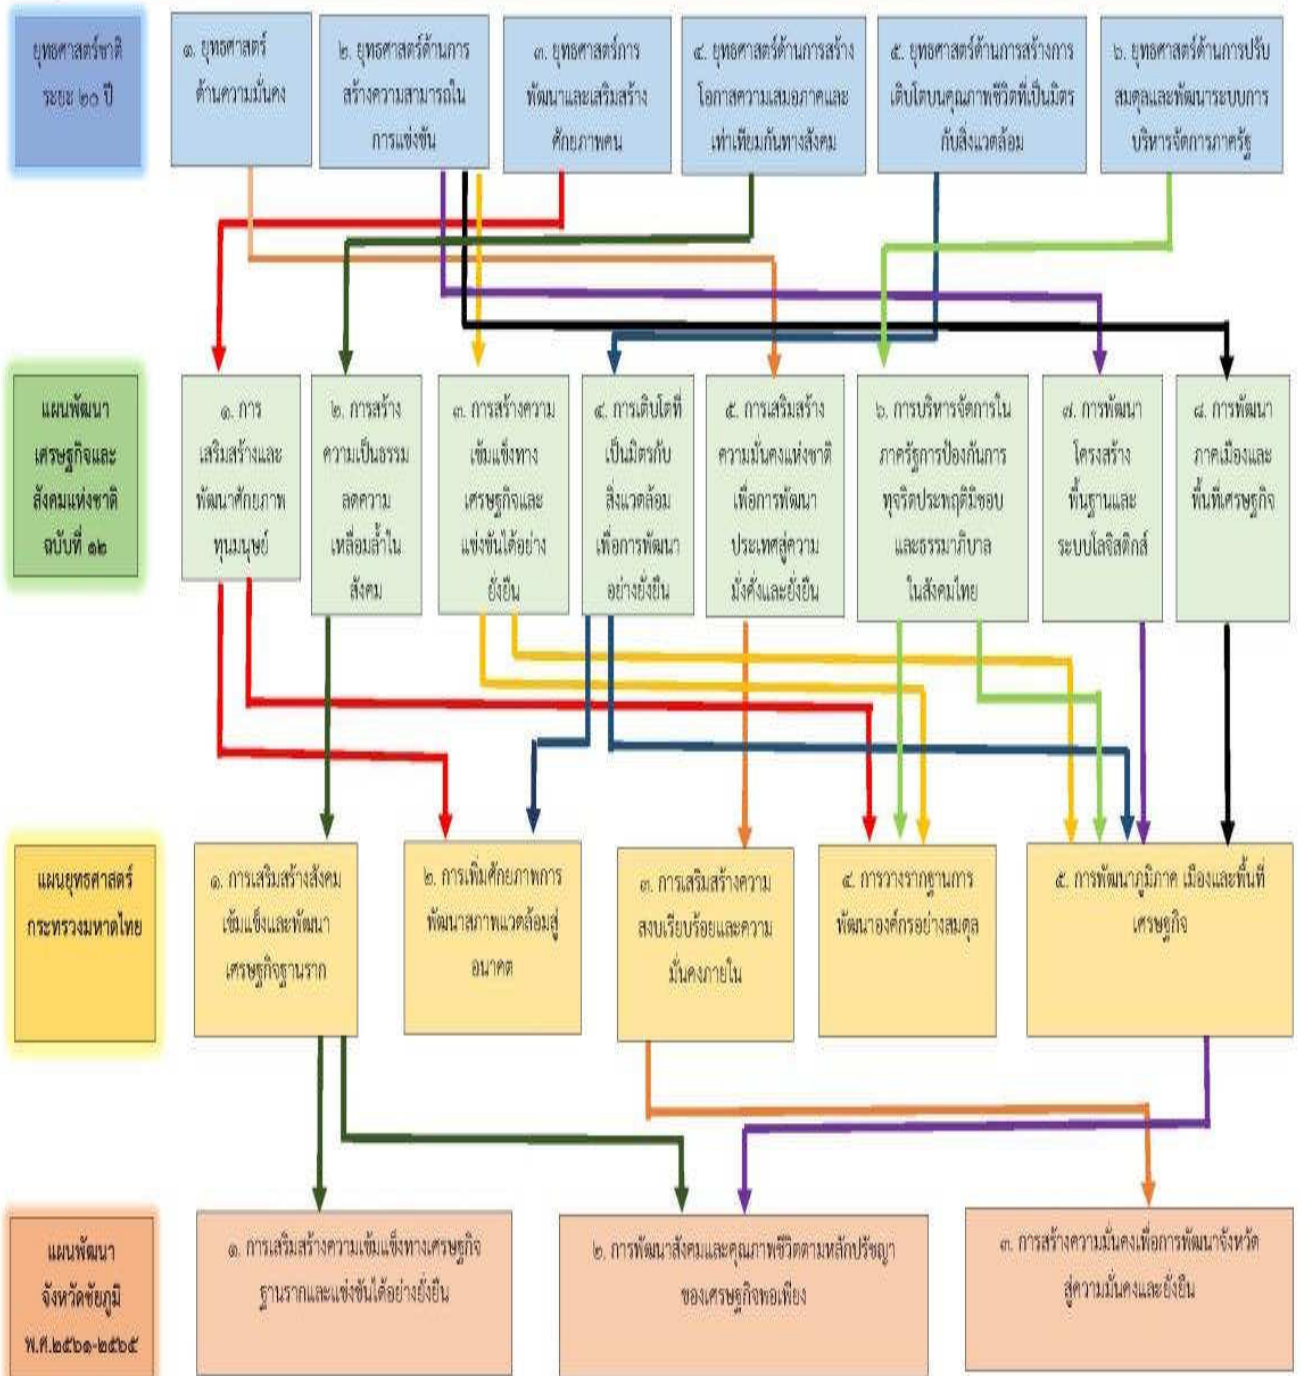 ยุทธศาสตร์ชาติ
ระยะ ๒๐ ปี
๑. ยุทธศาสตร์
ด้านความมั่นคง
๒. ยุทธศาสตร์ด้านการ
สร้างความสามารถใน
การแข่งขัน
๓. ยุทธศาสตร์การ
พัฒนาและเสริมสร้าง
ศักยภาพคน
๔. ยุทธศาสตร์ด้านการสร้าง
โอกาสความเสมอภาคและ
เท่าเทียมกันทางสังคม
๕. ยุทธศาสตร์ด้านการสร้างการ
เติบโตบนคุณภาพชีวิตที่เป็นมิตร
กับสิ่งแวดล้อม
๖. ยุทธศาสตร์ด้านการปรับ
สมดุลและพัฒนาระบบการ
บริหารจัดการภาครัฐ
แผนพัฒนา
เศรษฐกิจและ
สังคมแห่งชาติ
ฉบับที่ ๑๒
๑. การ
เสริมสร้างและ
พัฒนาศักยภาพ
ทุนมนุษย์
๒. การสร้าง
ความเป็นธรรม
ลดความ
เหลื่อมล้ำใน
สังคม
๓. การสร้างความ
เข้มแข็งทาง
เศรษฐกิจและ
แข่งขันได้อย่าง
ยั่งยืน
๔. การเติบโตที่
เป็นมิตรกับ
สิ่งแวดล้อม
เพื่อการพัฒนา
อย่างยั่งยืน
๕. การเสริมสร้าง
ความมั่นคงแห่งชาติ
เพื่อการพัฒนา
ประเทศสู่ความ
มั่งคั่งและยั่งยืน
๖. การบริหารจัดการใน
ภาครัฐการป้องกันการ
ทุจริตประพฤติมิชอบ
และธรรมาภิบาล
ในสังคมไทย
๗. การพัฒนา
โครงสร้าง
พื้นฐานและ
ระบบโลจิสติกส์
๘. การพัฒนา
ภาคเมืองและ
พื้นที่เศรษฐกิจ
แผนยุทธศาสตร์
กระทรวงมหาดไทย
๑. การเสริมสร้างสังคม
เข้มแข็งและพัฒนา
เศรษฐกิจฐานราก
๒. การเพิ่มศักยภาพการ
พัฒนาสภาพแวดล้อมสู่
อนาคต
๓. การเสริมสร้างความ
สงบเรียบร้อยและความ
มั่นคงภายใน
๔. การวางรากฐานการ
พัฒนาองค์กรอย่างสมดุล
๕. การพัฒนาภูมิภาค เมืองและพื้นที่
เศรษฐกิจ
แผนพัฒนา
จังหวัดชัยภูมิ
พ.ศ.๒๕๖๑-๒๕๖๕
๑. การเสริมสร้างความเข้มแข็งทางเศรษฐกิจ
ฐานรากและแข่งขันได้อย่างยั่งยืน
๒. การพัฒนาสังคมและคุณภาพชีวิตตามหลักปรัชญา
ของเศรษฐกิจพอเพียง
๓. การสร้างความมั่นคงเพื่อการพัฒนาจังหวัด
สู่ความมั่นคงและยั่งยืน